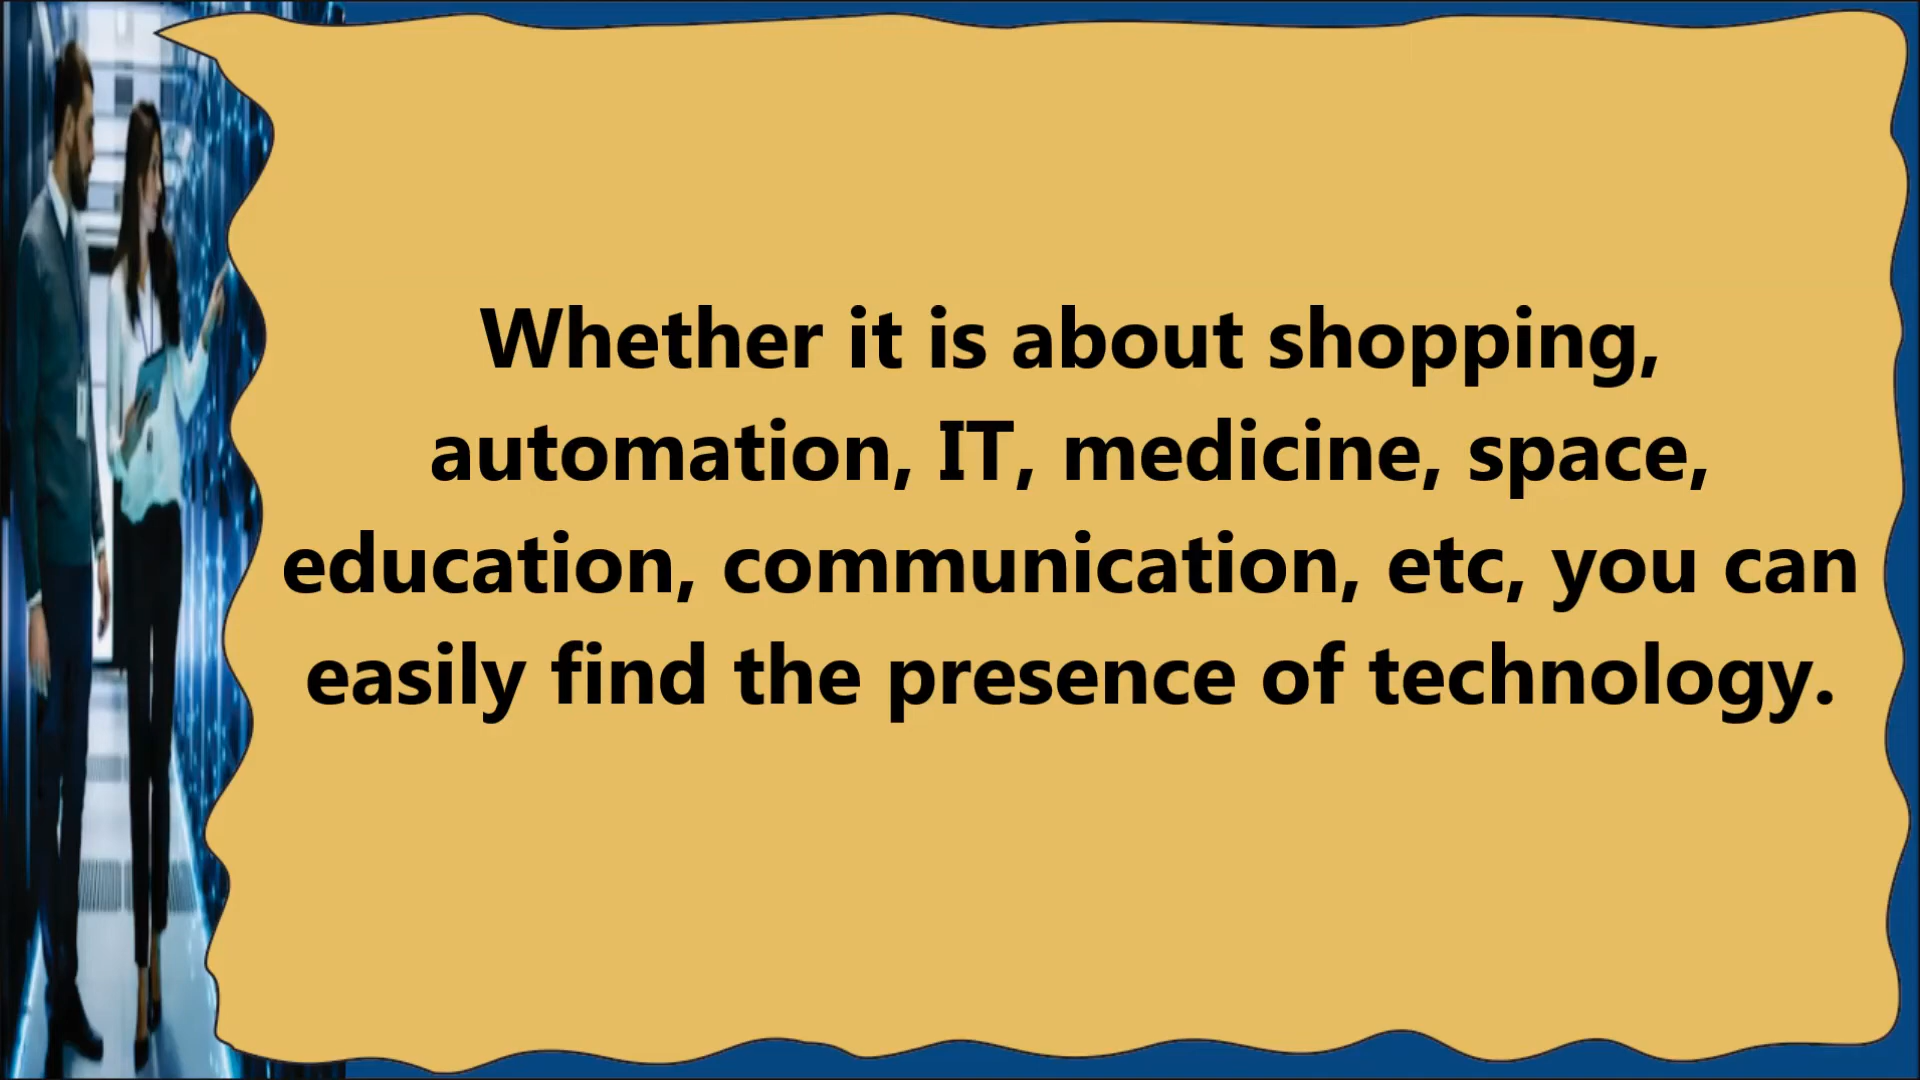 Whether it is about shopping,
automation, IT, medicine, space,
education, communication, etc, you can
easily find the presence of technology.